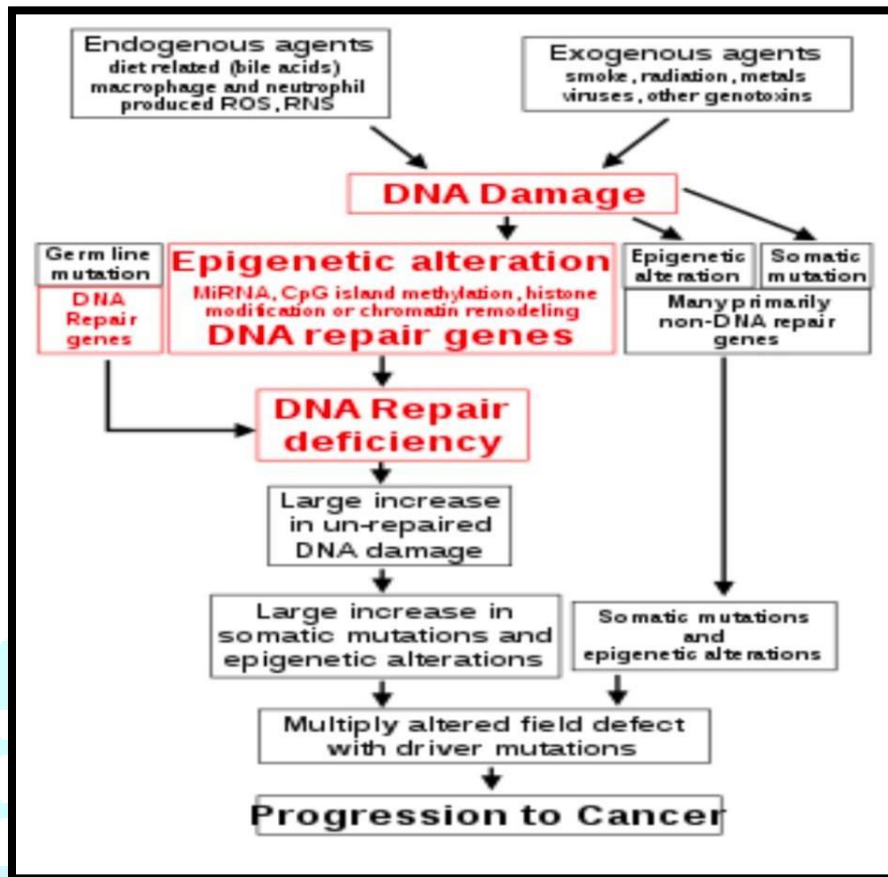 Endogenous agents
diet related (bile acids)
macrophage and neutrophil
produced ROS, RNS
Exogenous agents
smoke, radiation, metals
viruses, other genotoxins
DNA Damage
Germ line
mutation
DNA
Repair
genes
Epigenetic alteration
MiRNA, CpG island methylation, histone
modification or chromatin remodeling
DNA repair genes
Epigenetic
alteration
Somatic
mutation
Many primarily
non-DNA repair
genes
DNA Repair
deficiency
Large increase
in un-repaired
DNA damage
Large increase in
somatic mutations and
epigenetic alterations
Somatic mutations
and
epigenetic alterations
Multiply altered field defect
with driver mutations
Progression to Cancer